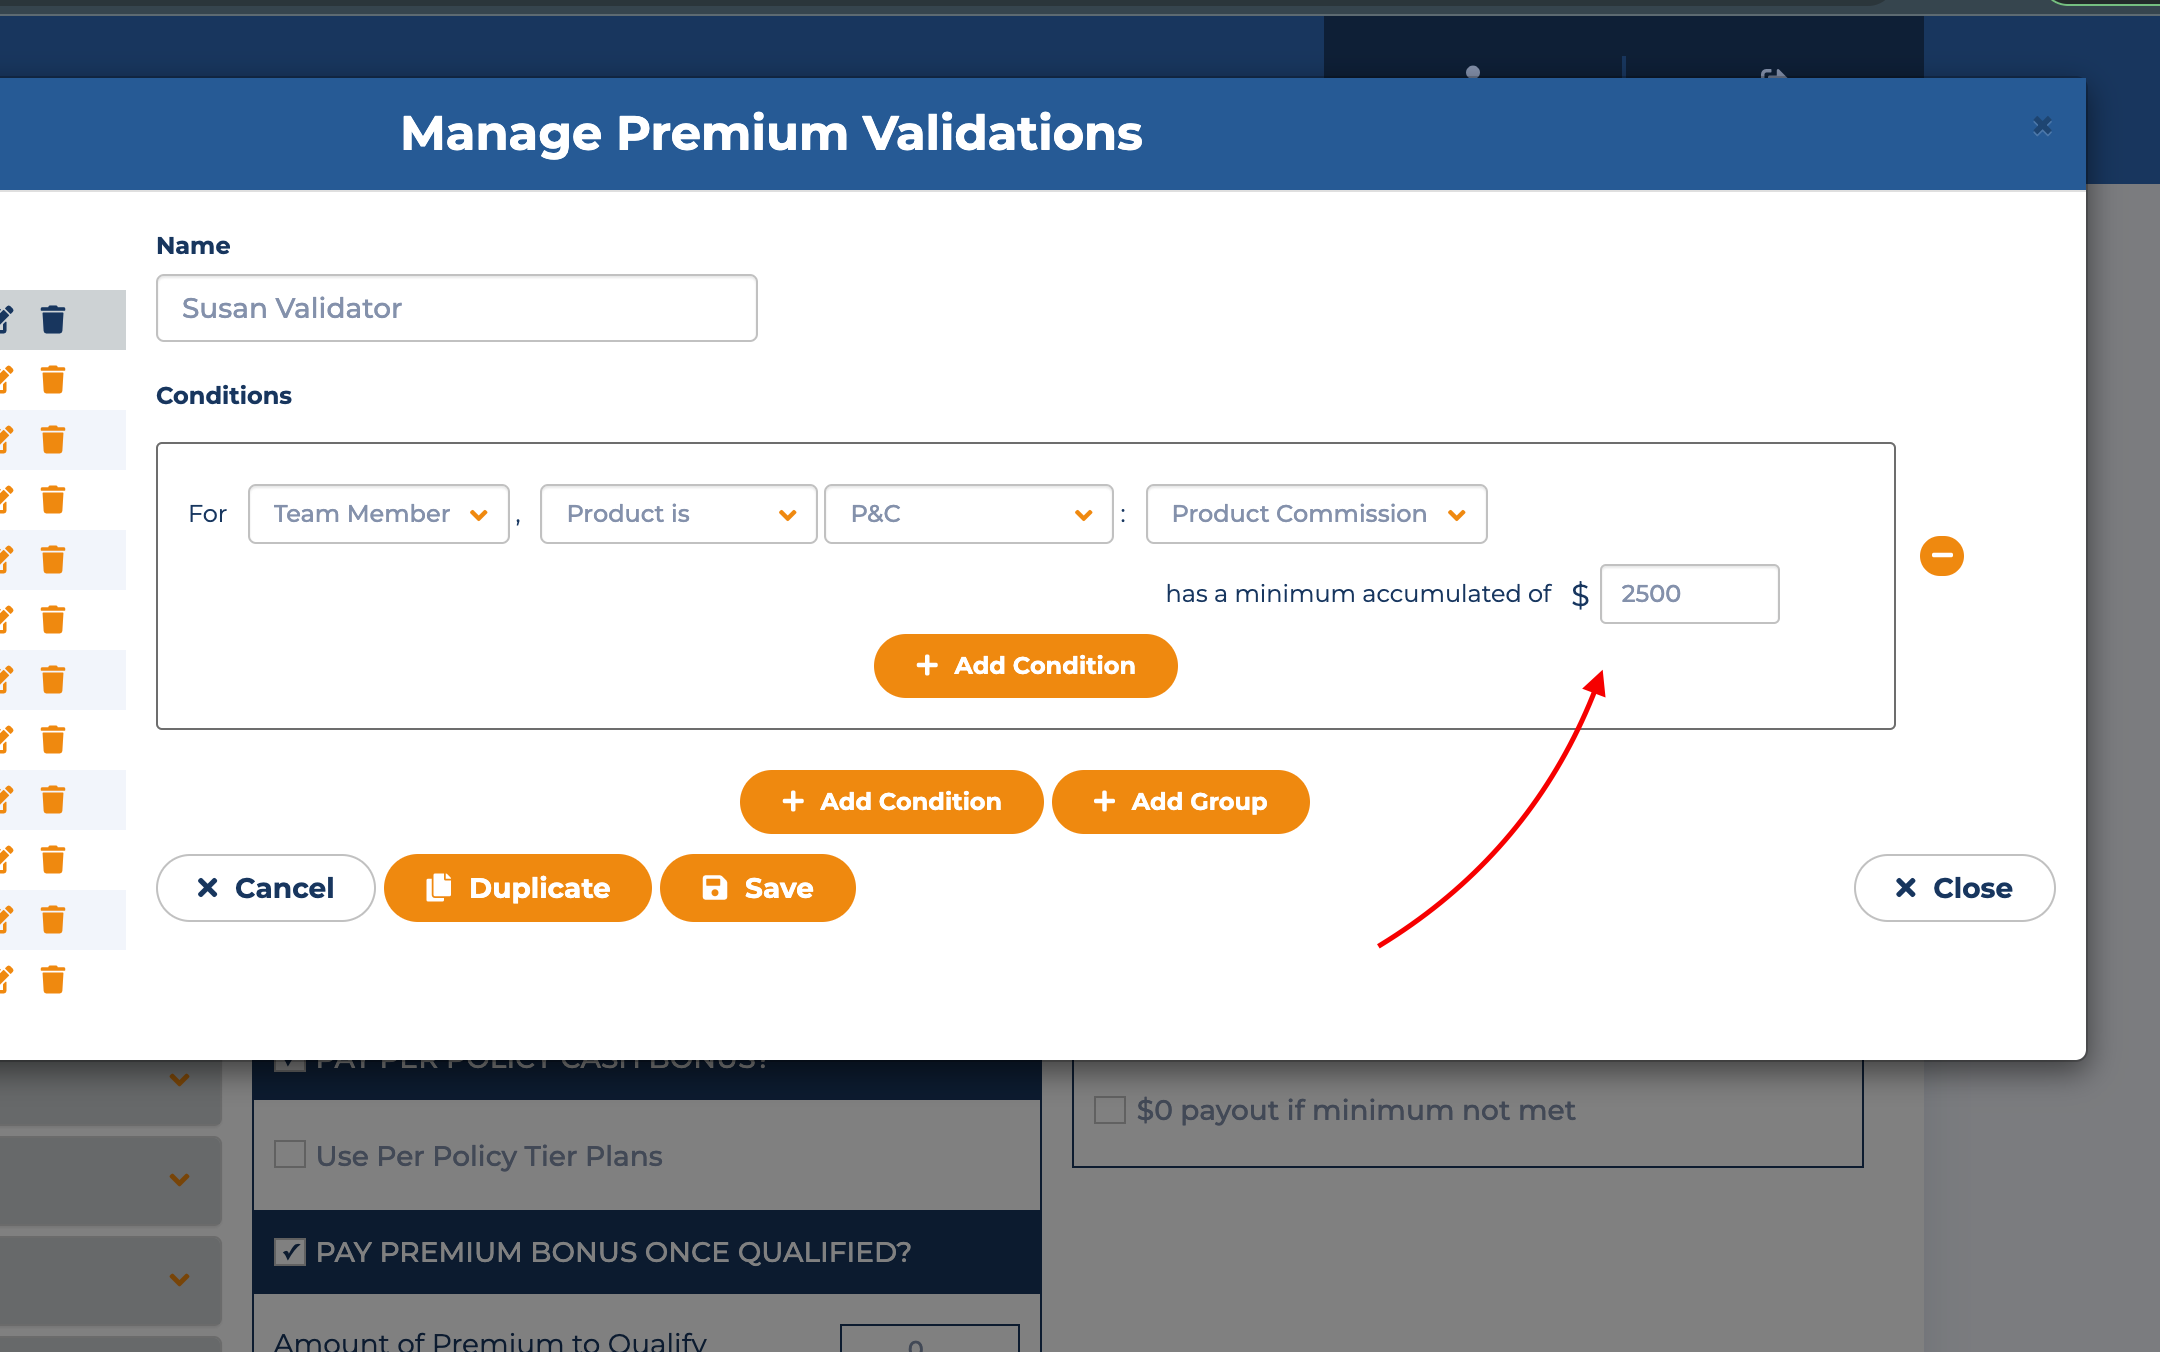 Manage Premium Validations
Name
Susan Validator
Conditions
For Team Member , Product is P&C : Product Commission
has a minimum accumulated of $ 2500
+ Add Condition
+ Add Condition + Add Group
Cancel Duplicate Save Close
PAY PER POLICY CASH BONUS?
$0 payout if minimum not met
Use Per Policy Tier Plans
PAY PREMIUM BONUS ONCE QUALIFIED?
Amount of Premium to Qualify 0